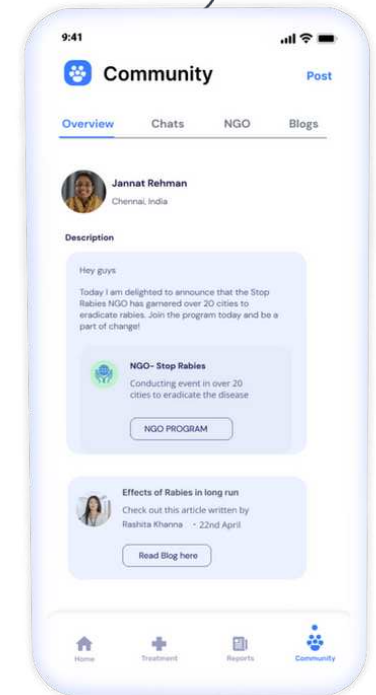 9:41
Community
Post
Overview Chats NGO Blogs
Jannat Rehman
Chennai, India
Description
Hey guys
Today I am delighted to announce that the Stop
Rabies NGO has garnered over 20 cities to
eradicate rabies. Join the program today and be a
part of change!
NGO- Stop Rabies
Conducting event in over 20
cities to eradicate the disease
NGO PROGRAM
Effects of Rabies in long run
Check out this article written by
Rashita Khanna • 22nd April
Read Blog here
Home Treatment Reports Community